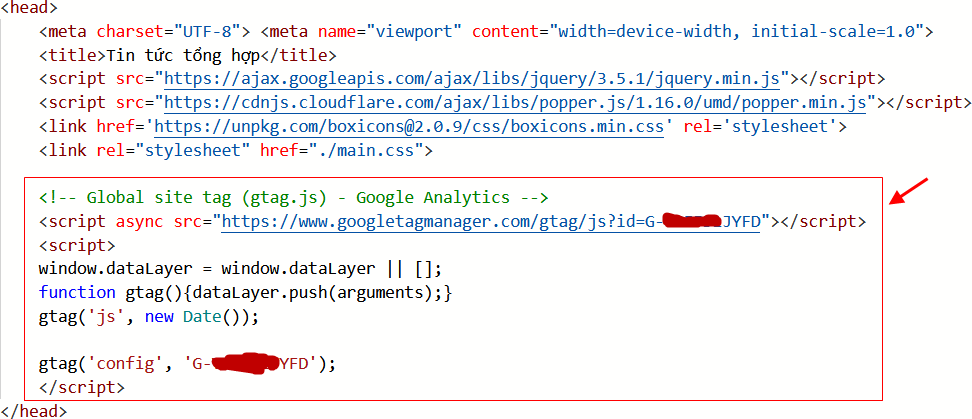 <head>
<meta charset="UTF-8"> <meta name="viewport" content="width=device-width, initial-scale=1.0">
<title>Tin tức tổng hợp</title>
<script src="https://ajax.googleapis.com/ajax/libs/jquery/3.5.1/jquery.min.js"></script>
<script src="https://cdnjs.cloudflare.com/ajax/libs/popper.js/1.16.0/umd/popper.min.js"></script>
<link href='https://unpkg.com/boxicons@2.0.9/css/boxicons.min.css' rel='stylesheet'>
<link rel="stylesheet" href="./main.css">
<!-- Global site tag (gtag.js) - Google Analytics -->
<script async src="https://www.googletagmanager.com/gtag/js?id=G-JYFD"></script>
<script>
window.dataLayer = window.dataLayer || [];
function gtag(){dataLayer.push(arguments);}
gtag('js', new Date());
gtag('config', 'G-YFD');
</script>
</head>